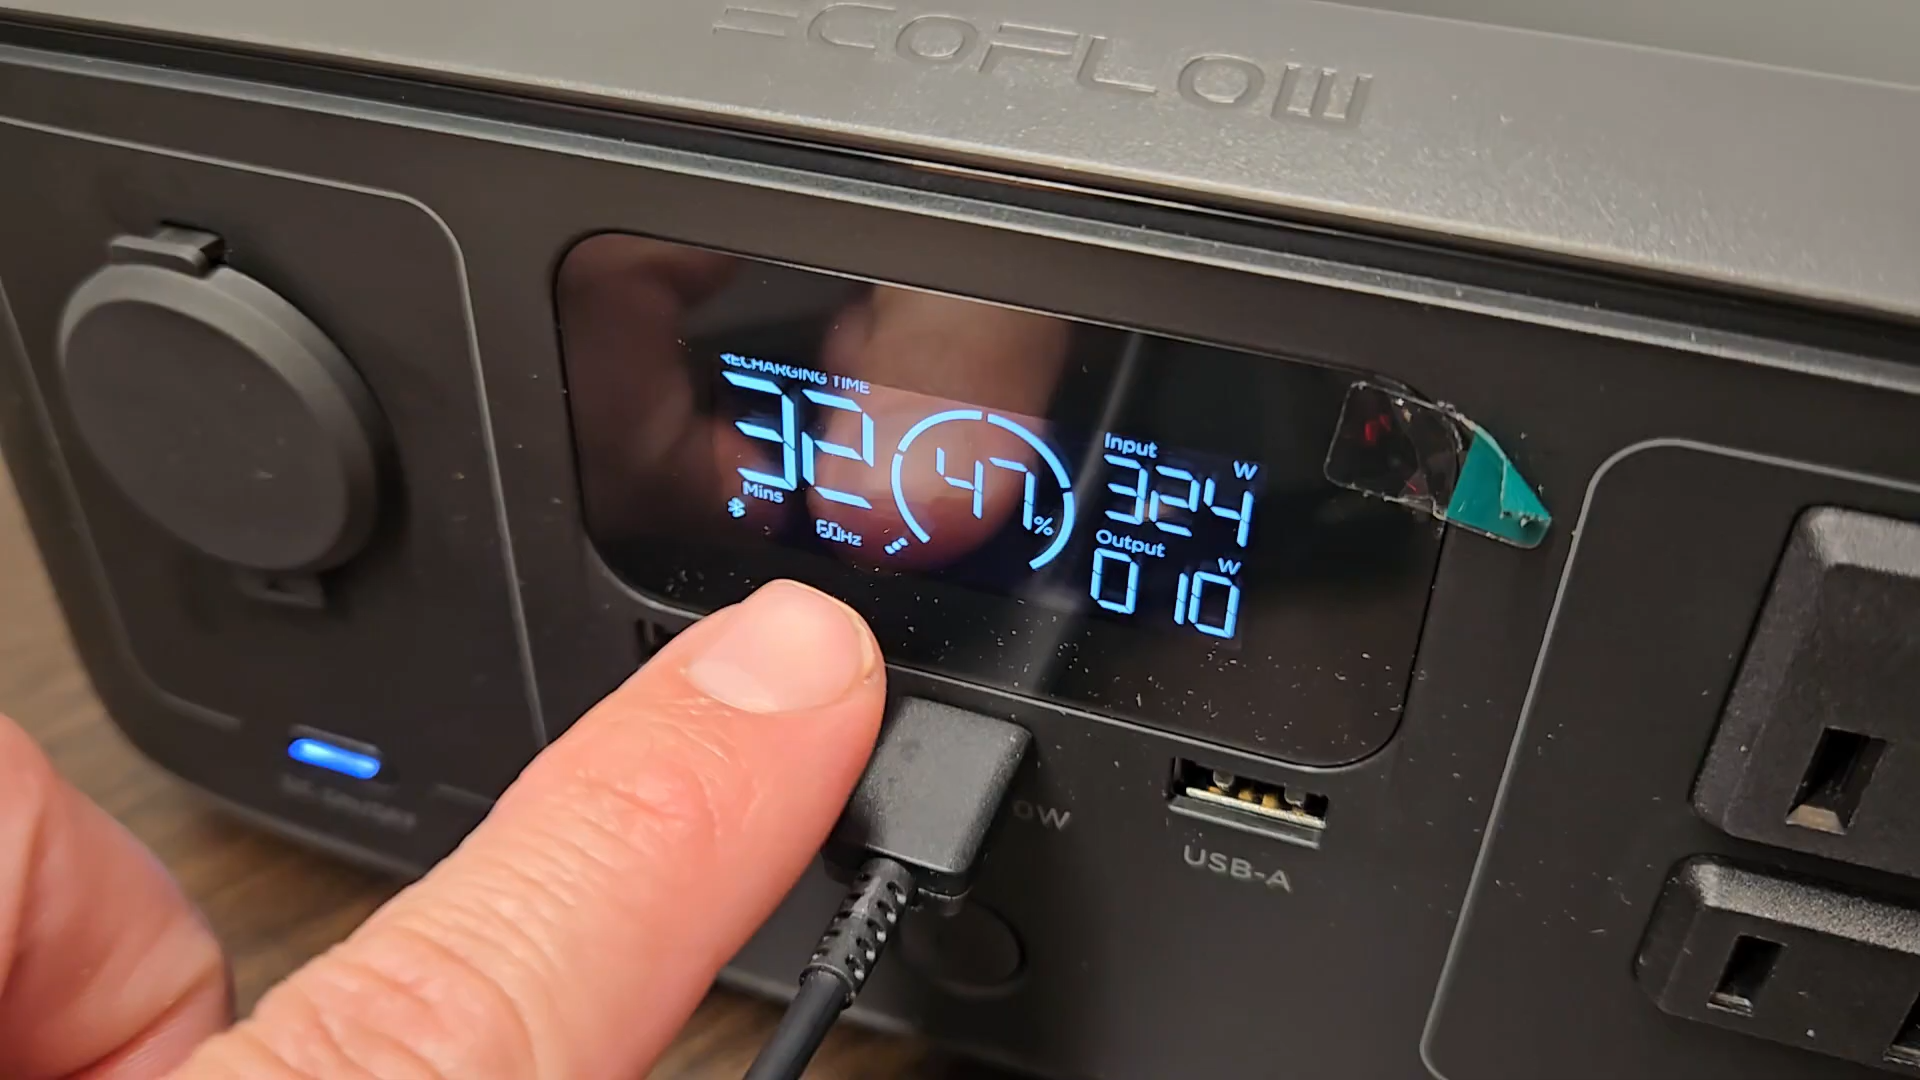 ECOFLOW
RECHARGING TIME
32
Mins
60Hz
47%
Input
324 W
Output
010 W
USB-A